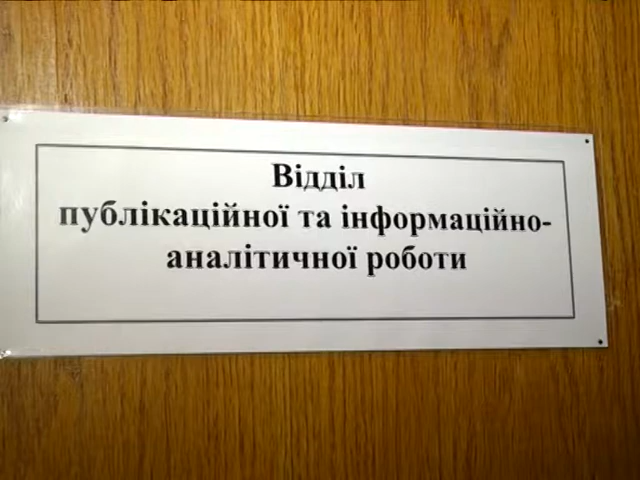 Відділ
публікаційної та інформаційно-
аналітичної роботи